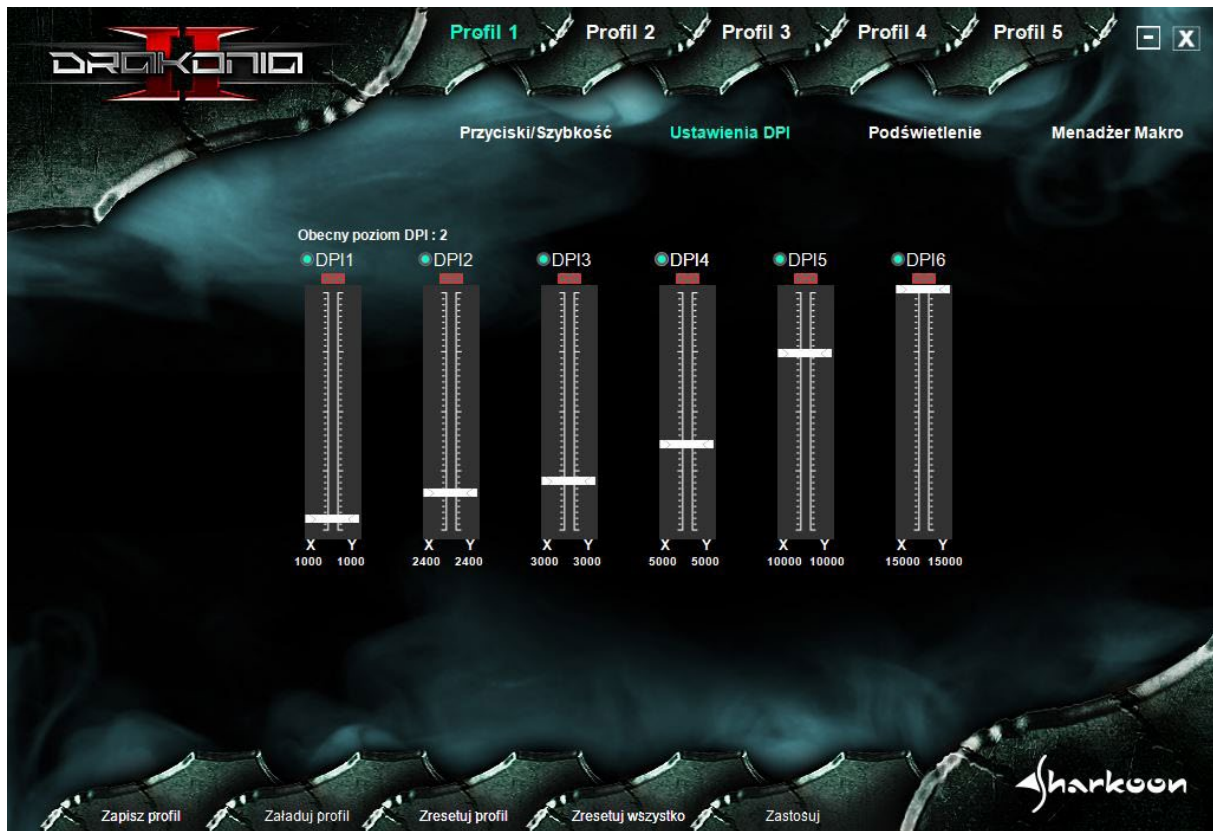 DRAKONIA II
Profil 1 Profil 2 Profil 3 Profil 4 Profil 5
- X
Przyciski/Szybkość Ustawienia DPI Podświetlenie Menadżer Makro
Obecny poziom DPI : 2
DPI1 DPI2 DPI3 DPI4 DPI5 DPI6
X Y X Y X Y X Y X Y X Y
1000 1000 2400 2400 3000 3000 5000 5000 10000 10000 15000 15000
Sharkoon
Zapisz profil Załaduj profil Zresetuj profil Zresetuj wszystko Zastosuj